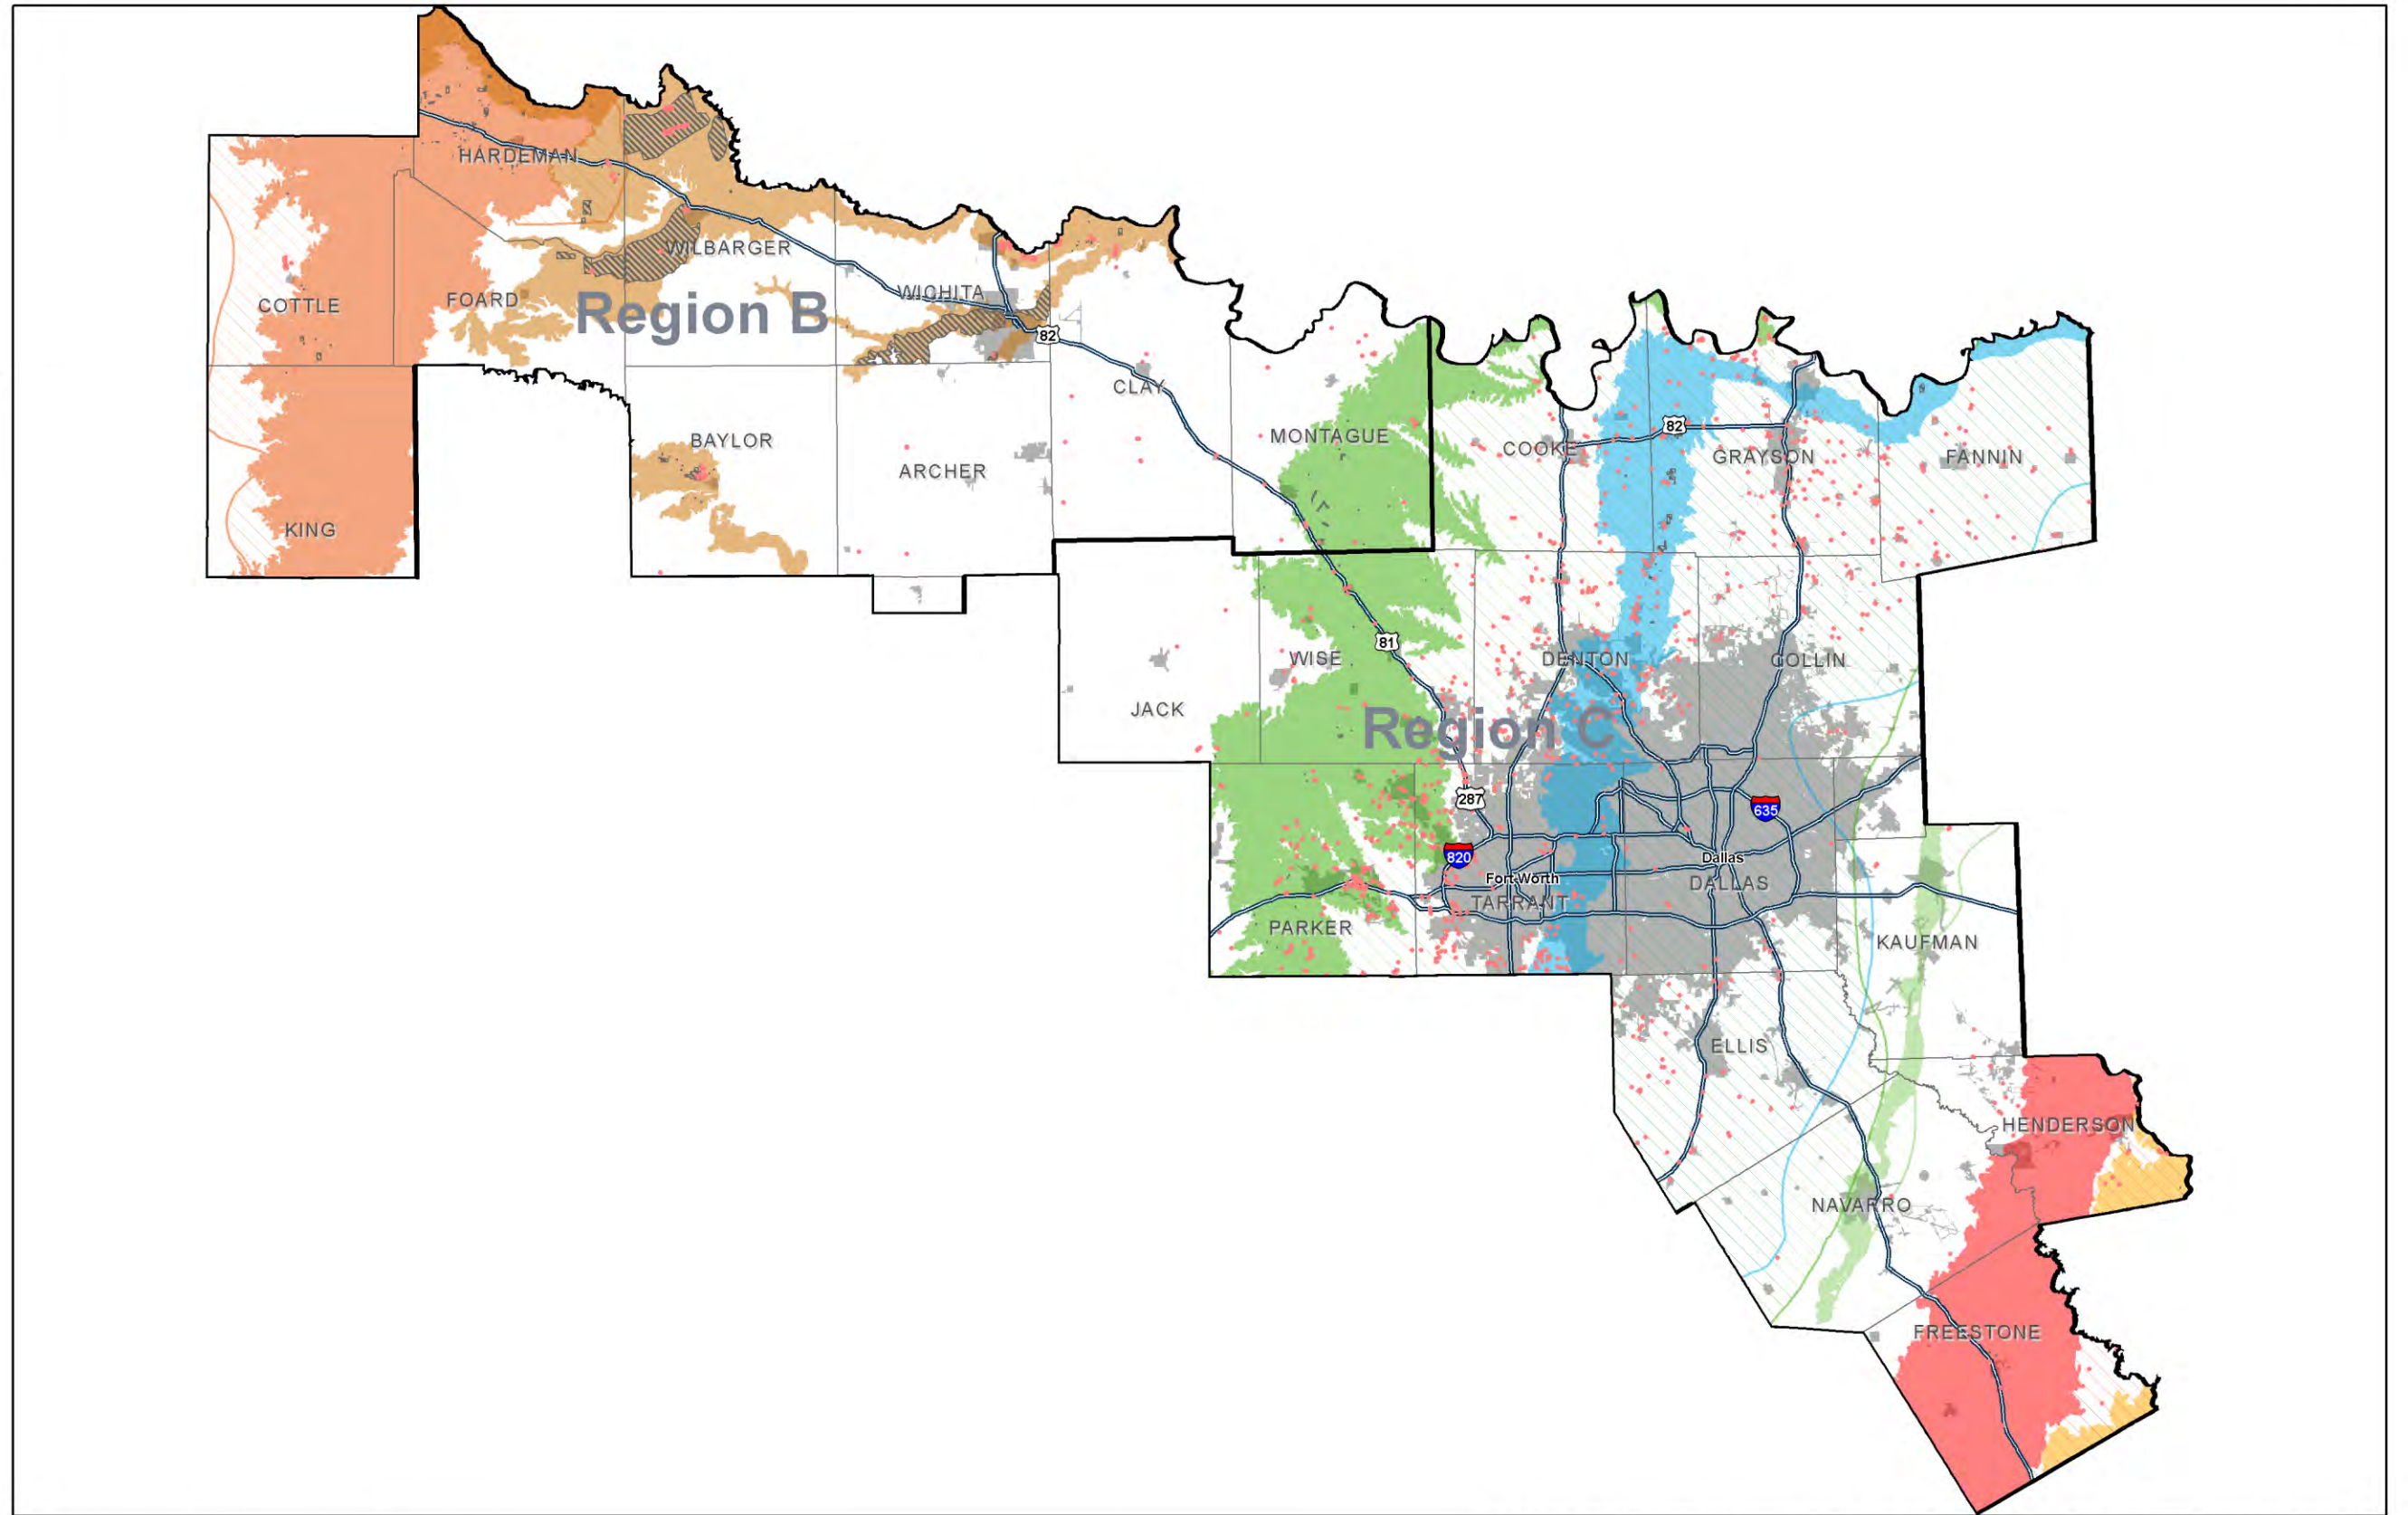 HARDEMAN
WILBARGER
COTTLE
FOARD
Region B
WICHITA
82
CLAY
BAYLOR
ARCHER
KING
MONTAGUE
COOKE
82
GRAYSON
FANNIN
81
WISE
DENTON
COLLIN
JACK
Region C
287
635
820
Dallas
Fort Worth
DALLAS
TARRANT
PARKER
KAUFMAN
ELLIS
HENDERSON
NAVARRO
FREESTONE